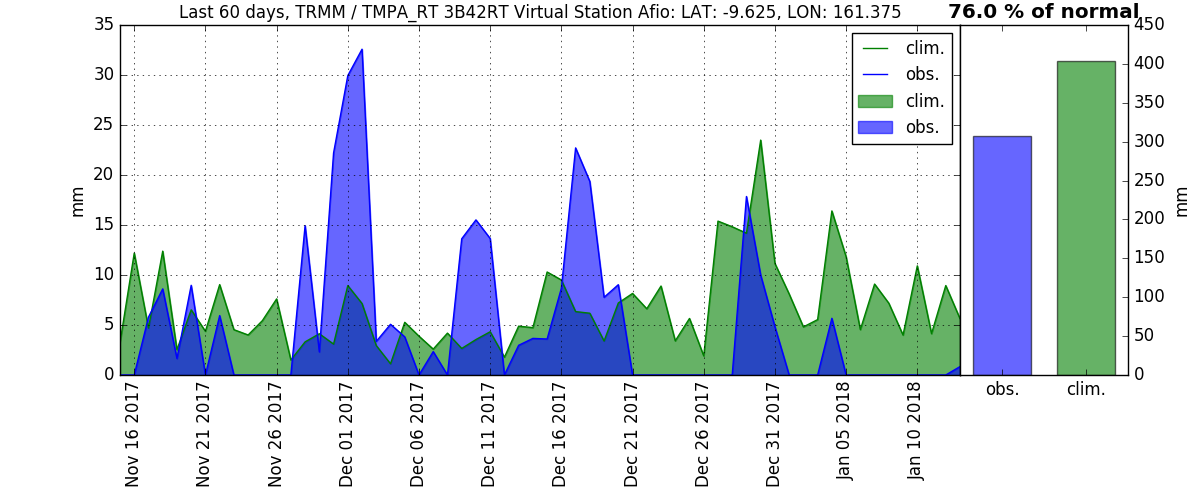 Last 60 days, TRMM / TMPA_RT 3B42RT Virtual Station Afio: LAT: -9.625, LON: 161.375
76.0 % of normal
35
30
25
20
15
10
5
0
mm
clim.
obs.
clim.
obs.
Nov 16 2017
Nov 21 2017
Nov 26 2017
Dec 01 2017
Dec 06 2017
Dec 11 2017
Dec 16 2017
Dec 21 2017
Dec 26 2017
Dec 31 2017
Jan 05 2018
Jan 10 2018
450
400
350
300
250
200
150
100
50
0
mm
obs.
clim.